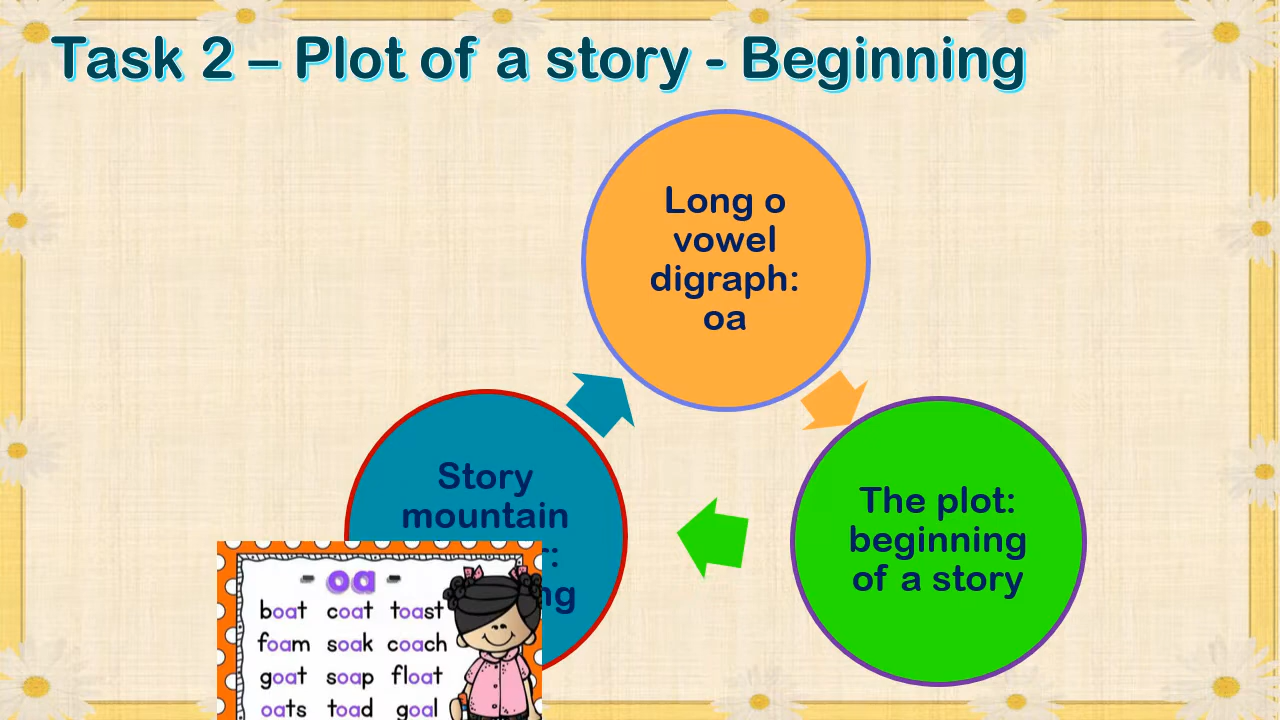 Task 2 – Plot of a story - Beginning
Long o
vowel
digraph:
oa
The plot:
beginning
of a story
Story
mountain
- oa -
boat coat toast
foam soak coach
goat soap float
oats toad goal